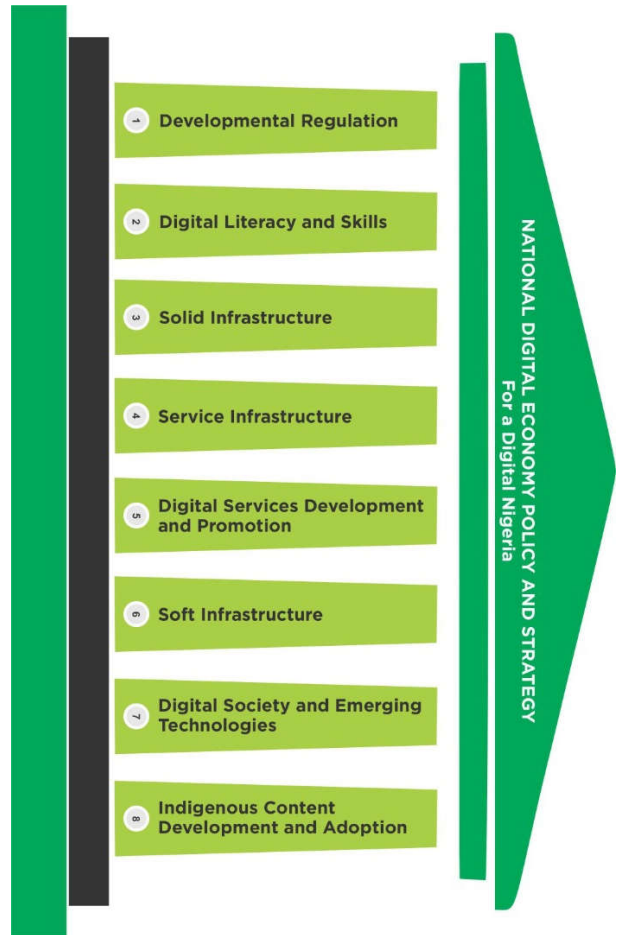 NATIONAL DIGITAL ECONOMY POLICY AND STRATEGY
For a Digital Nigeria
1 Developmental Regulation
2 Digital Literacy and Skills
3 Solid Infrastructure
4 Service Infrastructure
5 Digital Services Development
and Promotion
6 Soft Infrastructure
7 Digital Society and Emerging
Technologies
8 Indigenous Content
Development and Adoption